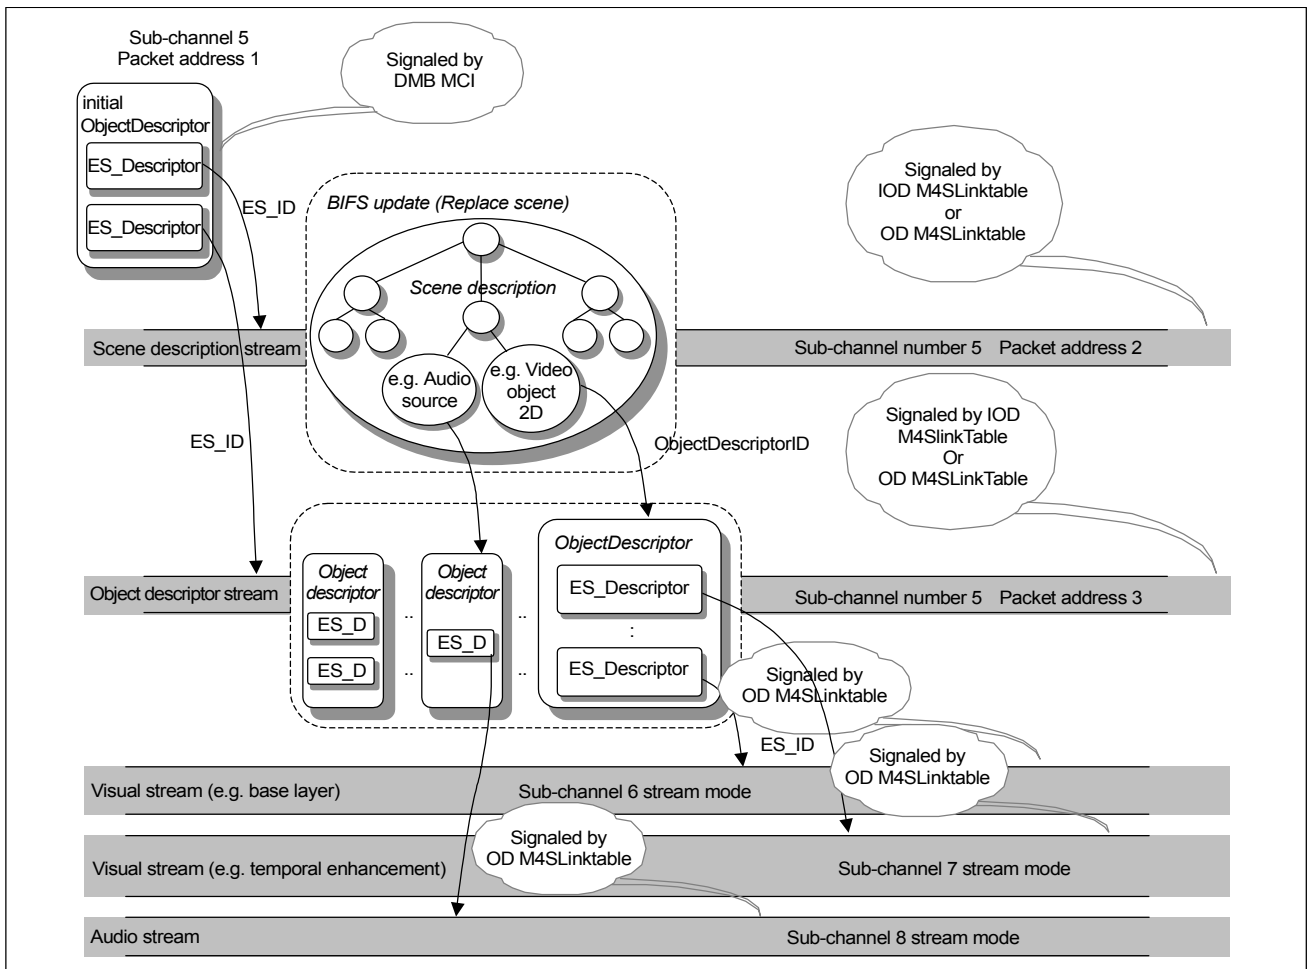 Sub-channel 5
Packet address 1
Signaled by
DMB MCI
initial
ObjectDescriptor
ES_Descriptor
ES_Descriptor
ES_ID
BIFS update (Replace scene)
Scene description
Signaled by
IOD M4SLinktable
or
OD M4SLinktable
Scene description stream
e.g. Audio
source
e.g. Video
object
2D
Sub-channel number 5 Packet address 2
ES_ID
ObjectDescriptorID
Signaled by IOD
M4SlinkTable
Or
OD M4SLinkTable
Object descriptor stream
Object
descriptor
ES_D
ES_D
..
..
Object
descriptor
ES_D
..
..
ObjectDescriptor
ES_Descriptor
:
ES_Descriptor
Sub-channel number 5 Packet address 3
Signaled by
OD M4SLinktable
ES_ID
Signaled by
OD M4SLinktable
Visual stream (e.g. base layer)
Sub-channel 6 stream mode
Signaled by
OD M4SLinktable
Visual stream (e.g. temporal enhancement)
Sub-channel 7 stream mode
Audio stream
Sub-channel 8 stream mode